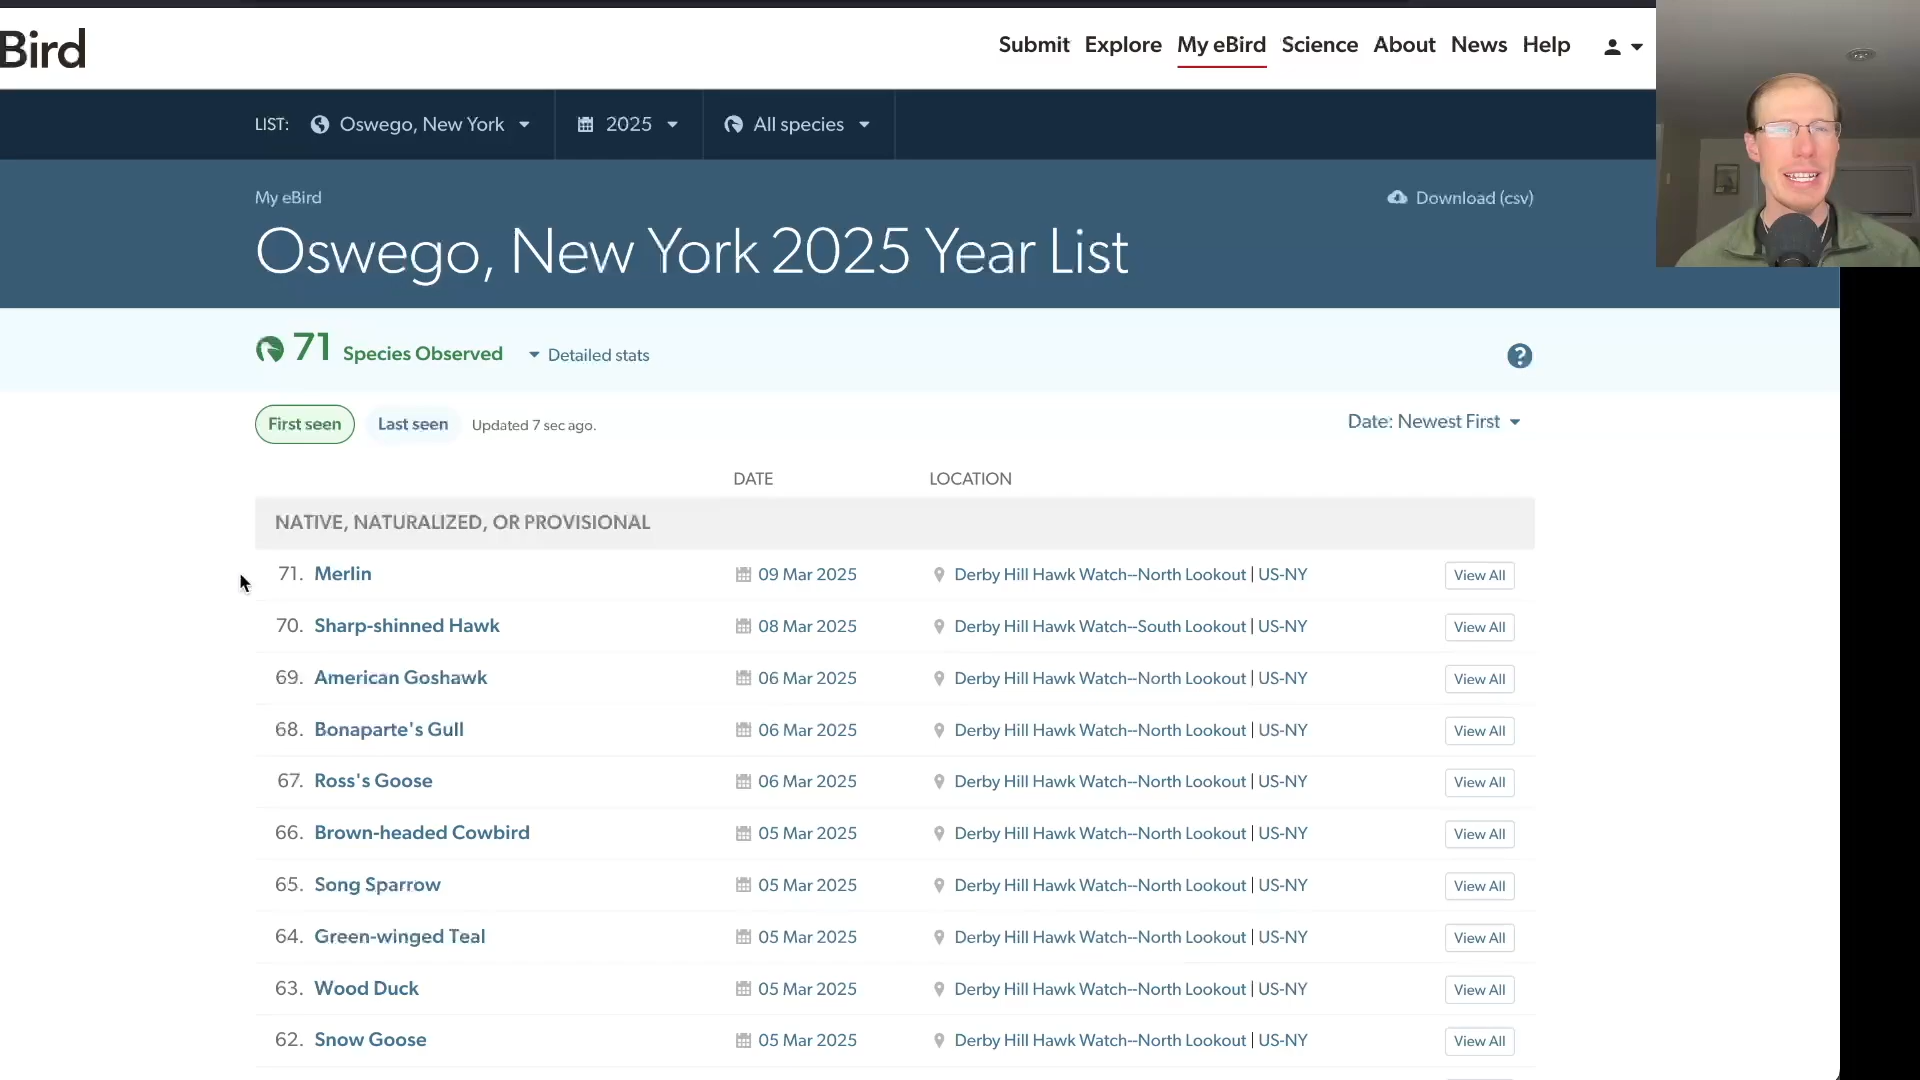 Bird
Submit Explore My eBird Science About News Help
LIST: Oswego, New York 2025 All species
My eBird
Download (csv)
Oswego, New York 2025 Year List
71 Species Observed Detailed stats
?
First seen Last seen Updated 7 sec ago.
Date: Newest First
DATE LOCATION
NATIVE, NATURALIZED, OR PROVISIONAL
71. Merlin 09 Mar 2025 Derby Hill Hawk Watch--North Lookout | US-NY View All
70. Sharp-shinned Hawk 08 Mar 2025 Derby Hill Hawk Watch--South Lookout | US-NY View All
69. American Goshawk 06 Mar 2025 Derby Hill Hawk Watch--North Lookout | US-NY View All
68. Bonaparte's Gull 06 Mar 2025 Derby Hill Hawk Watch--North Lookout | US-NY View All
67. Ross's Goose 06 Mar 2025 Derby Hill Hawk Watch--North Lookout | US-NY View All
66. Brown-headed Cowbird 05 Mar 2025 Derby Hill Hawk Watch--North Lookout | US-NY View All
65. Song Sparrow 05 Mar 2025 Derby Hill Hawk Watch--North Lookout | US-NY View All
64. Green-winged Teal 05 Mar 2025 Derby Hill Hawk Watch--North Lookout | US-NY View All
63. Wood Duck 05 Mar 2025 Derby Hill Hawk Watch--North Lookout | US-NY View All
62. Snow Goose 05 Mar 2025 Derby Hill Hawk Watch--North Lookout | US-NY View All